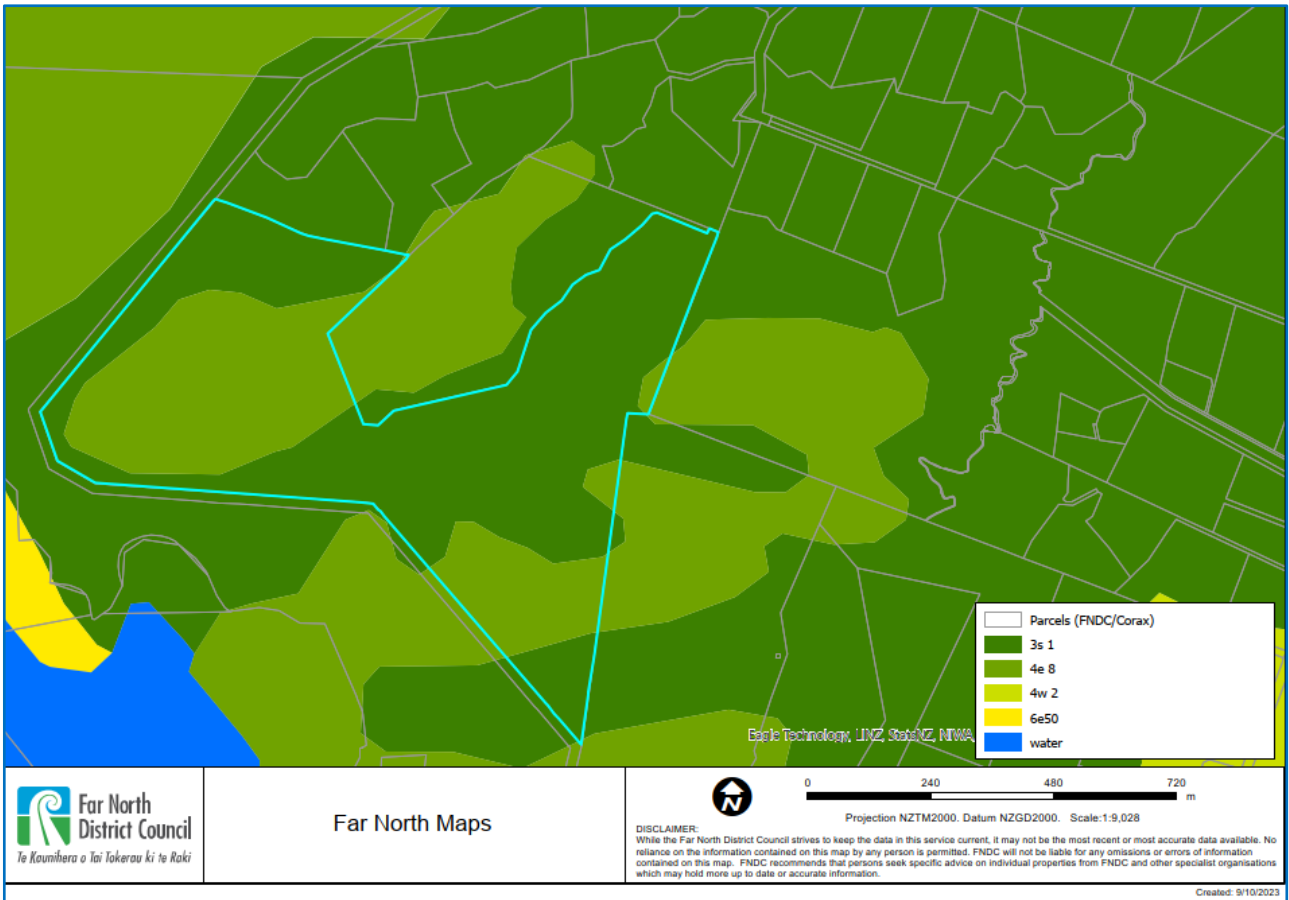 Parcels (FNDC/Corax)
3s 1
4e 8
4w 2
6e50
water
Eagle Technology, LINZ, StatsNZ, NIWA,
Far North
District Council
Te Kaunihera o Tai Tokerau ki te Raki
Far North Maps
N
0 240 480 720
m
Projection NZTM2000. Datum NZGD2000. Scale:1:9,028
DISCLAIMER:
While the Far North District Council strives to keep the data in this service current, it may not be the most recent or most accurate data available. No
reliance on the information contained on this map by any person is permitted. FNDC will not be liable for any omissions or errors of information
contained on this map. FNDC recommends that persons seek specific advice on individual properties from FNDC and other specialist organisations
which may hold more up to date or accurate information.
Created: 9/10/2023